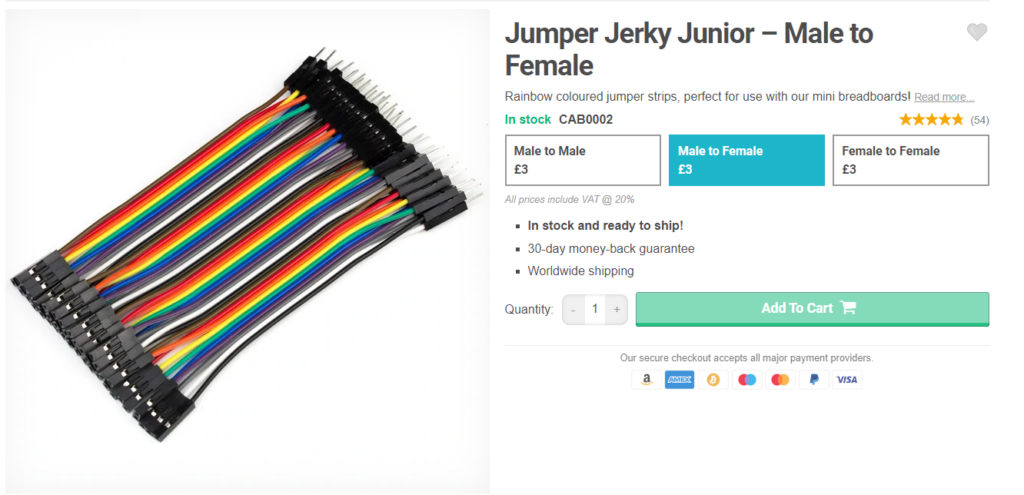 Jumper Jerky Junior – Male to
Female
Rainbow coloured jumper strips, perfect for use with our mini breadboards! Read more...
In stock CAB0002 (54)
Male to Male Male to Female Female to Female
£3 £3 £3
All prices include VAT @ 20%
In stock and ready to ship!
30-day money-back guarantee
Worldwide shipping
Quantity: - 1 + Add To Cart
Our secure checkout accepts all major payment providers.
a AMEX VISA